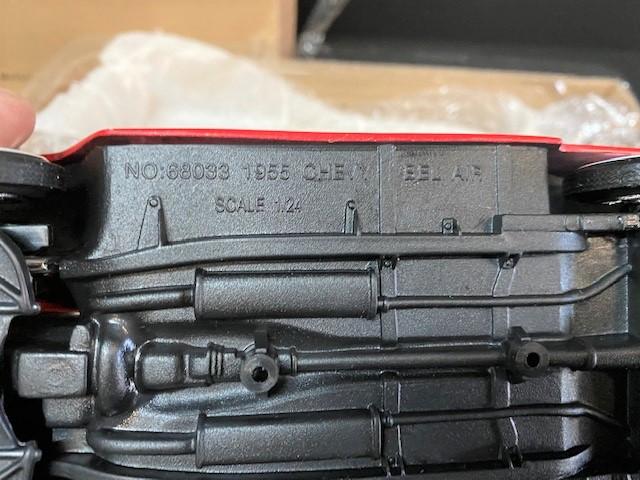 NO:68033 1955 CHEVY BEL AIR
SCALE 1:24